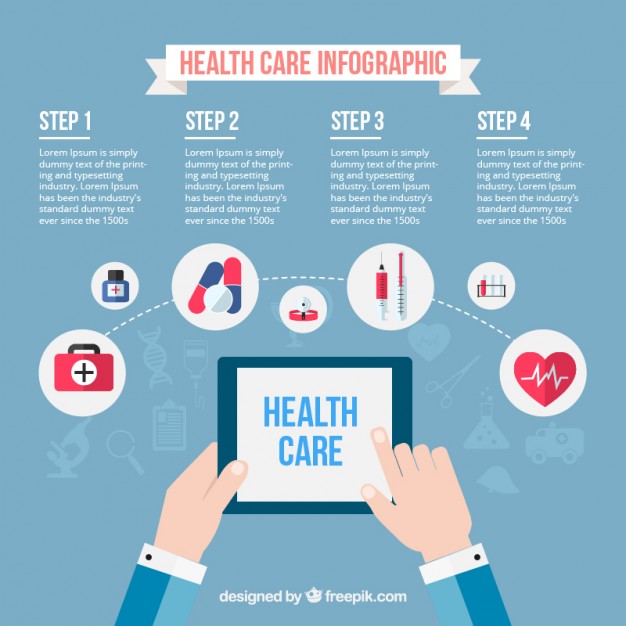 HEALTH CARE INFOGRAPHIC
STEP 1
Lorem Ipsum is simply
dummy text of the print-
ing and typesetting
industry. Lorem Ipsum
has been the industry's
standard dummy text
ever since the 1500s
STEP 2
Lorem Ipsum is simply
dummy text of the print-
ing and typesetting
industry. Lorem Ipsum
has been the industry's
standard dummy text
ever since the 1500s
STEP 3
Lorem Ipsum is simply
dummy text of the print-
ing and typesetting
industry. Lorem Ipsum
has been the industry's
standard dummy text
ever since the 1500s
STEP 4
Lorem Ipsum is simply
dummy text of the print-
ing and typesetting
industry. Lorem Ipsum
has been the industry's
standard dummy text
ever since the 1500s
HEALTH
CARE
designed by freepik.com